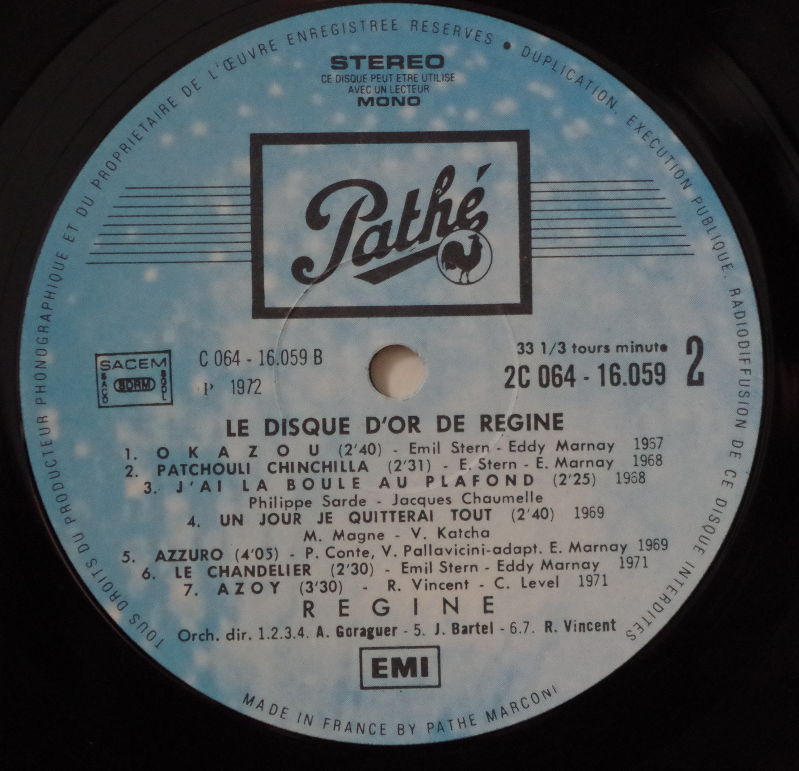 TOUS DROITS DU PRODUCTEUR PHONOGRAPHIQUE ET DU PROPRIETAIRE DE L'ŒUVRE ENREGISTREE RESERVES • DUPLICATION, EXECUTION PUBLIQUE, RADIODIFFUSION DE CE DISQUE INTERDITES
STEREO
CE DISQUE PEUT ETRE UTILISE
AVEC UN LECTEUR
MONO
Pathé
SACEM
SACD
SDRM
SGDL
C 064 - 16.059 B
P 1972
33 1/3 tours minute
2C 064 - 16.059
2
LE DISQUE D'OR DE REGINE
1. OKAZOU (2'40) - Emil Stern - Eddy Marnay 1967
2. PATCHOULI CHINCHILLA (2'31) - E. Stern - E. Marnay 1968
3. J'AI LA BOULE AU PLAFOND (2'25) 1968
Philippe Sarde - Jacques Chaumelle
4. UN JOUR JE QUITTERAI TOUT (2'40) 1969
M. Magne - V. Katcha
5. AZZURO (4'05) - P. Conte, V. Pallavicini-adapt. E. Marnay 1969
6. LE CHANDELIER (2'30) - Emil Stern - Eddy Marnay 1971
7. AZOY (3'30) - R. Vincent - C. Level 1971
REGINE
Orch. dir. 1.2.3.4. A. Goraguer - 5. J. Bartel - 6.7. R. Vincent
EMI
MADE IN FRANCE BY PATHE MARCONI